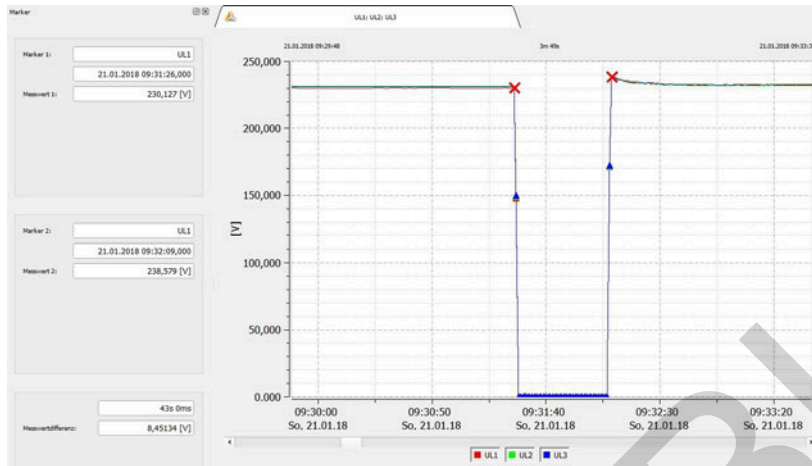 Marker
UL1; UL2; UL3
Marker 1:
UL1
21.01.2018 09:31:26,000
Messwert 1:
230,127 [V]
Marker 2:
UL1
21.01.2018 09:32:09,000
Messwert 2:
238,579 [V]
43s 0ms
Messwertdifferenz:
8,45134 [V]
21.01.2018 09:29:48
3m 49s
21.01.2018 09:33:3
250,000
200,000
150,000
100,000
50,000
0.000
[V]
09:30:00 09:30:50 09:31:40 09:32:30 09:33:20
So, 21.01.18 So, 21.01.18 So, 21.01.18 So, 21.01.18 So, 21.01.18
UL1 UL2 UL3